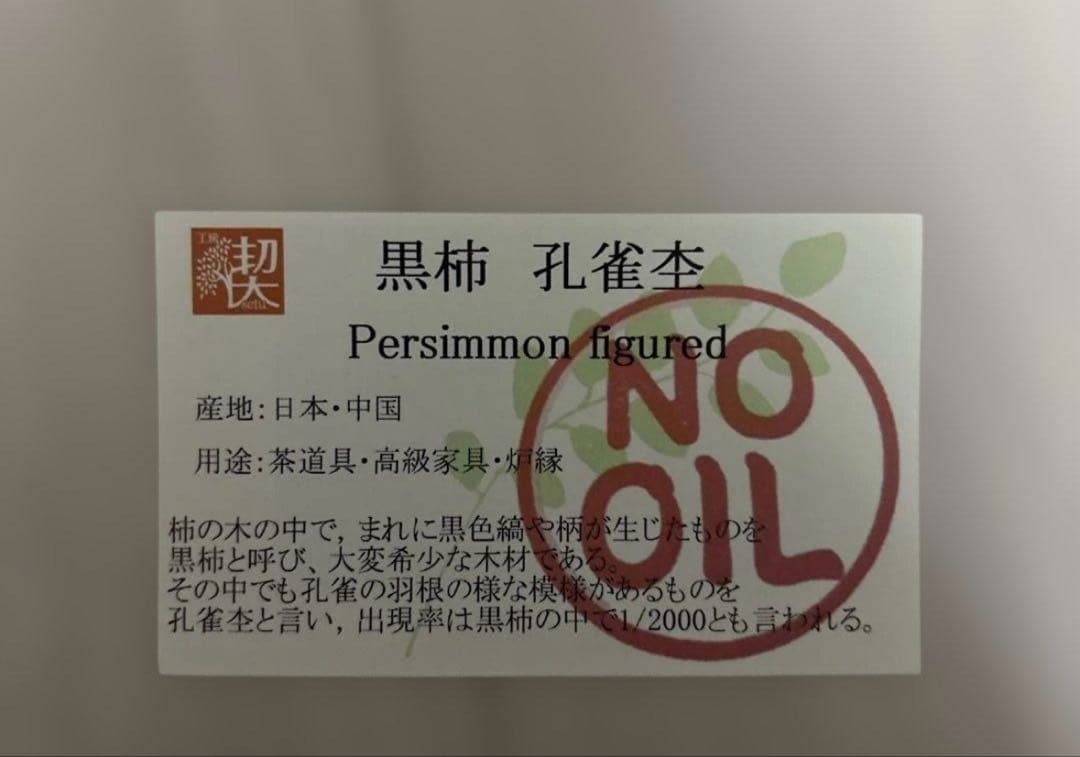 工房
契
setu
黒柿 孔雀杢
Persimmon figured
NO
OIL
産地:日本・中国
用途:茶道具・高級家具・炉縁
柿の木の中で，まれに黒色縞や柄が生じたものを
黒柿と呼び、大変希少な木材である。
その中でも孔雀の羽根の様な模様があるものを
孔雀杢と言い，出現率は黒柿の中で1/2000とも言われる。